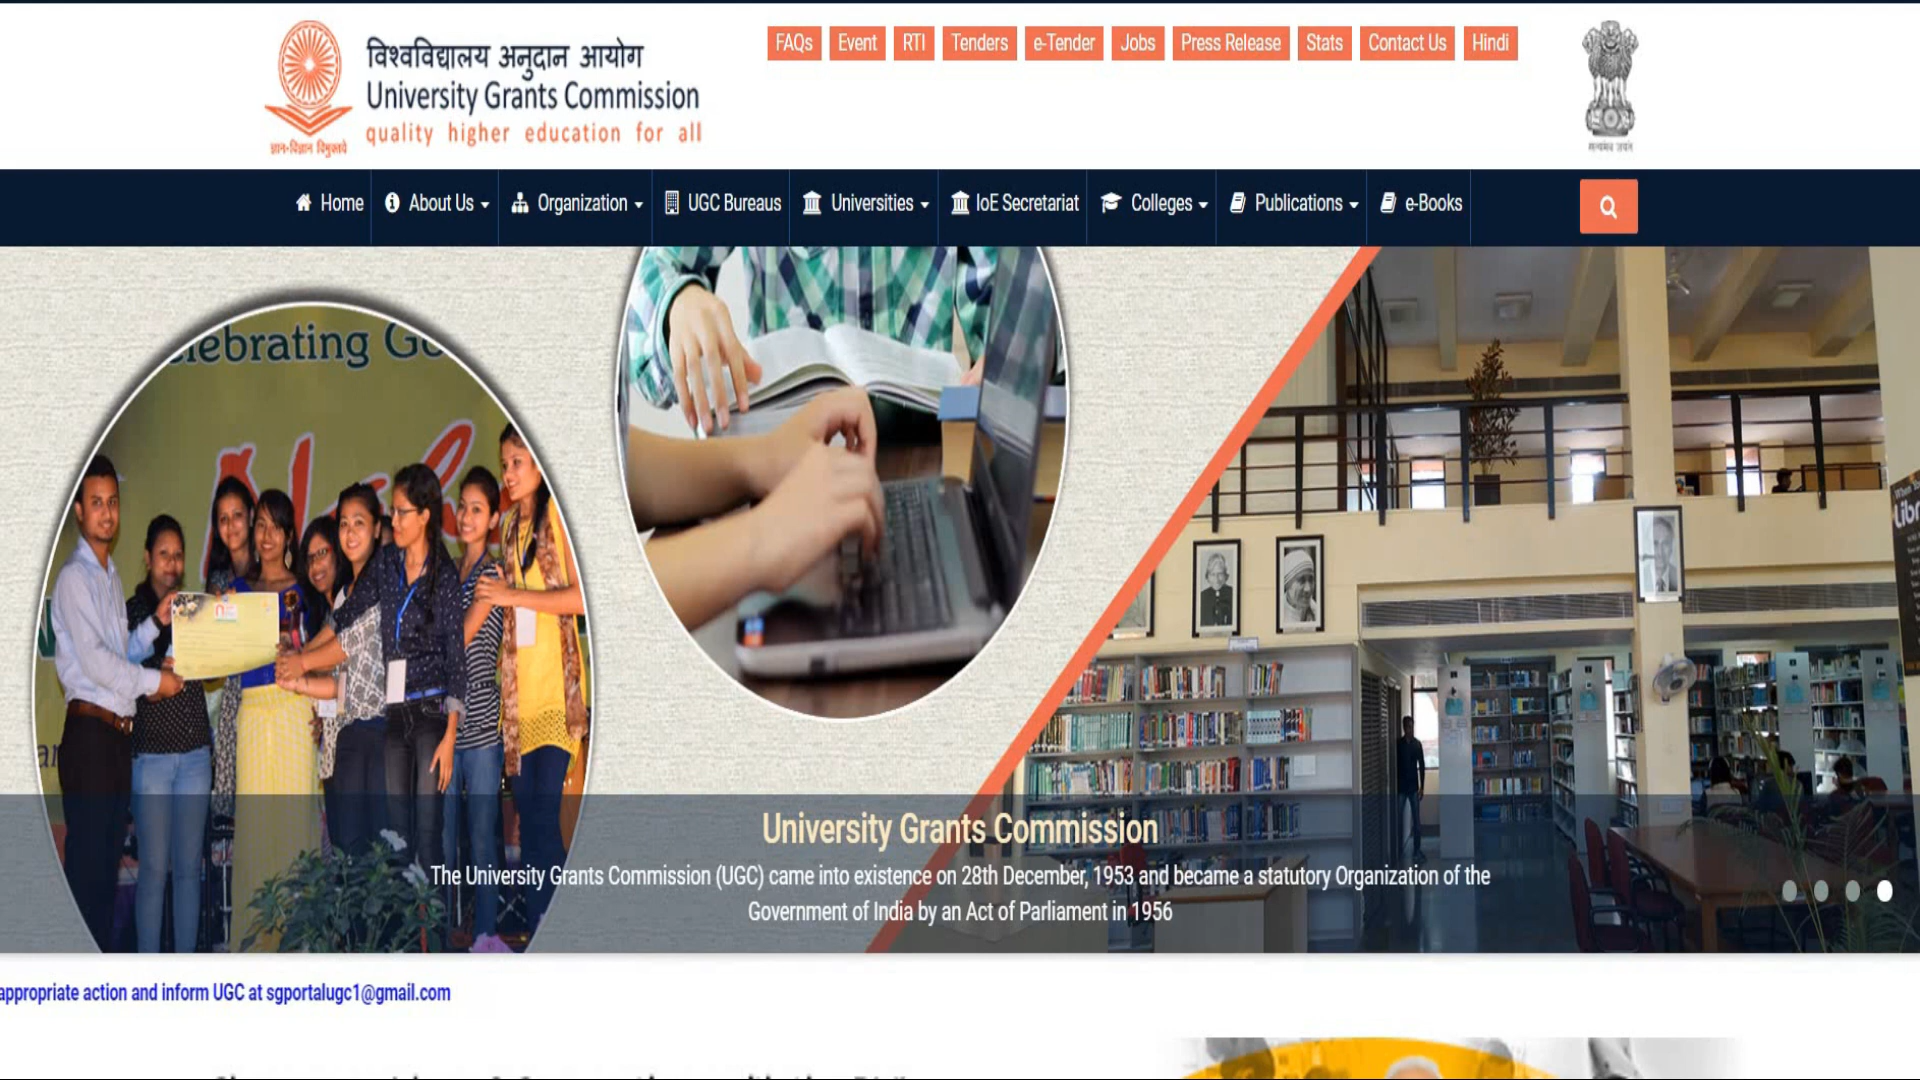 विश्वविद्यालय अनुदान आयोग
University Grants Commission
quality higher education for all
ज्ञान-विज्ञान विमुक्तये
FAQs Event RTI Tenders e-Tender Jobs Press Release Stats Contact Us Hindi
सत्यमेव जयते
Home About Us Organization UGC Bureaus Universities IoE Secretariat Colleges Publications e-Books
University Grants Commission
The University Grants Commission (UGC) came into existence on 28th December, 1953 and became a statutory Organization of the
Government of India by an Act of Parliament in 1956
appropriate action and inform UGC at sgportalugc1@gmail.com